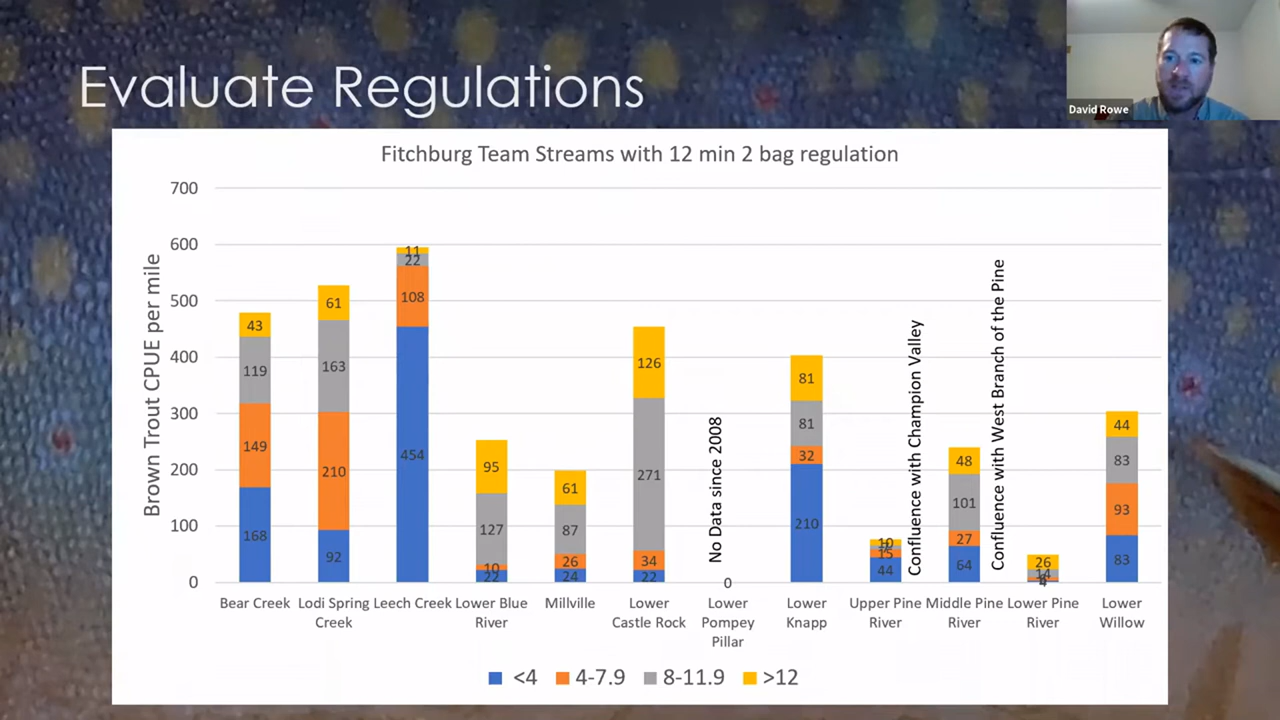 Evaluate Regulations
David Rowe
Fitchburg Team Streams with 12 min 2 bag regulation
Brown Trout CPUE per mile
700
600
500
400
300
200
100
0
43
119
149
168
61
163
210
92
11
22
108
454
95
127
10
22
61
87
26
24
126
271
34
22
No Data since 2008
0
81
81
32
210
10
15
44
Confluence with Champion Valley
48
101
27
64
Confluence with West Branch of the Pine
26
14
4
44
83
93
83
Bear Creek
Lodi Spring
Creek
Leech Creek
Lower Blue
River
Millville
Lower
Castle Rock
Lower
Pompey
Pillar
Lower
Knapp
Upper Pine
River
Middle Pine
River
Lower Pine
River
Lower
Willow
<4
4-7.9
8-11.9
>12